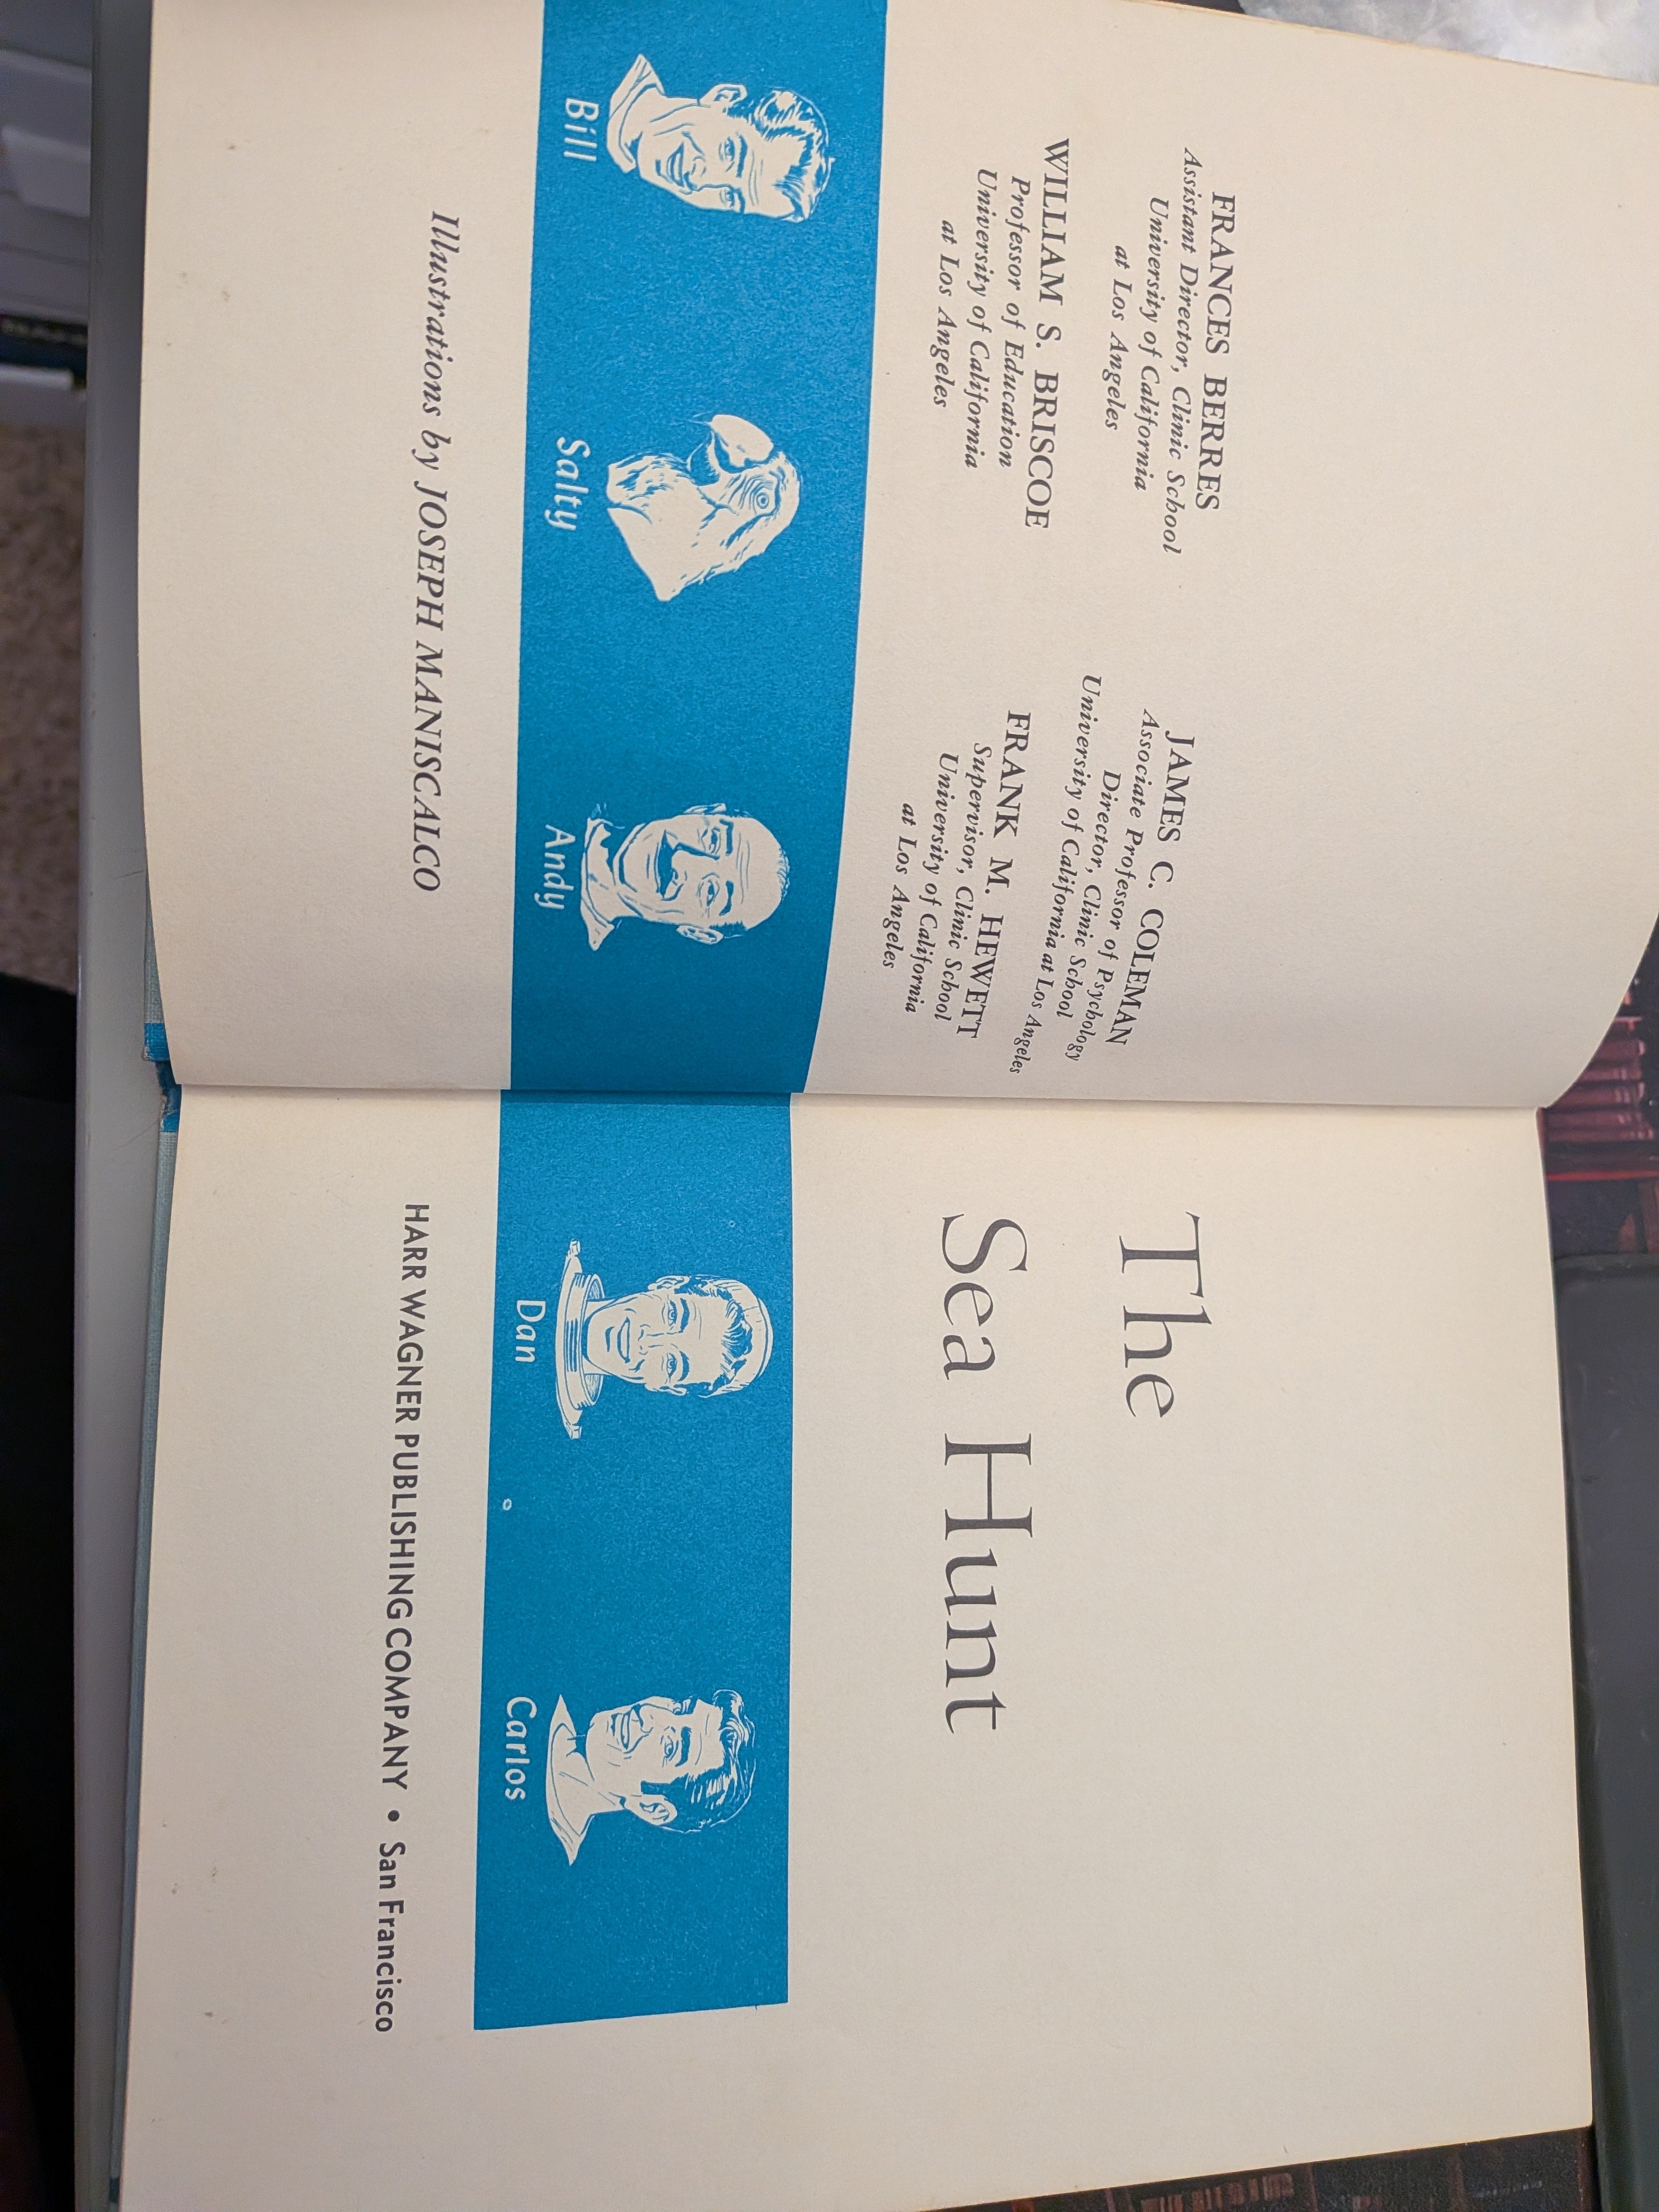 FRANCES BERRES
Assistant Director, Clinic School
University of California
at Los Angeles
WILLIAM S. BRISCOE
Professor of Education
University of California
at Los Angeles
JAMES C. COLEMAN
Associate Professor of Psychology
Director, Clinic School
University of California at Los Angeles
FRANK M. HEWETT
Supervisor, Clinic School
University of California
at Los Angeles
Bill
Salty
Andy
Illustrations by JOSEPH MANISCALCO
The
Sea Hunt
Dan
Carlos
HARR WAGNER PUBLISHING COMPANY • San Francisco